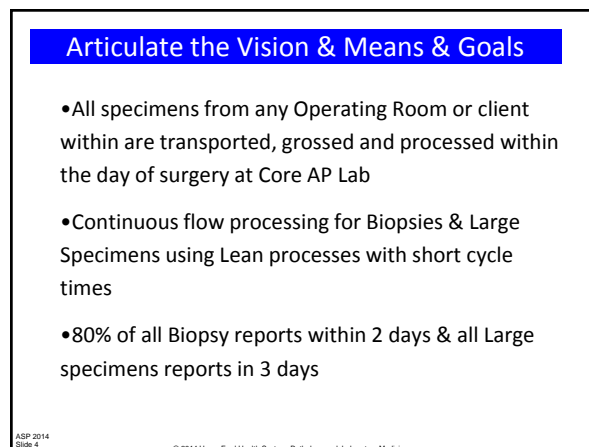 Articulate the Vision & Means & Goals
•All specimens from any Operating Room or client
within are transported, grossed and processed within
the day of surgery at Core AP Lab
•Continuous flow processing for Biopsies & Large
Specimens using Lean processes with short cycle
times
•80% of all Biopsy reports within 2 days & all Large
specimens reports in 3 days
ASP 2014
Slide 4